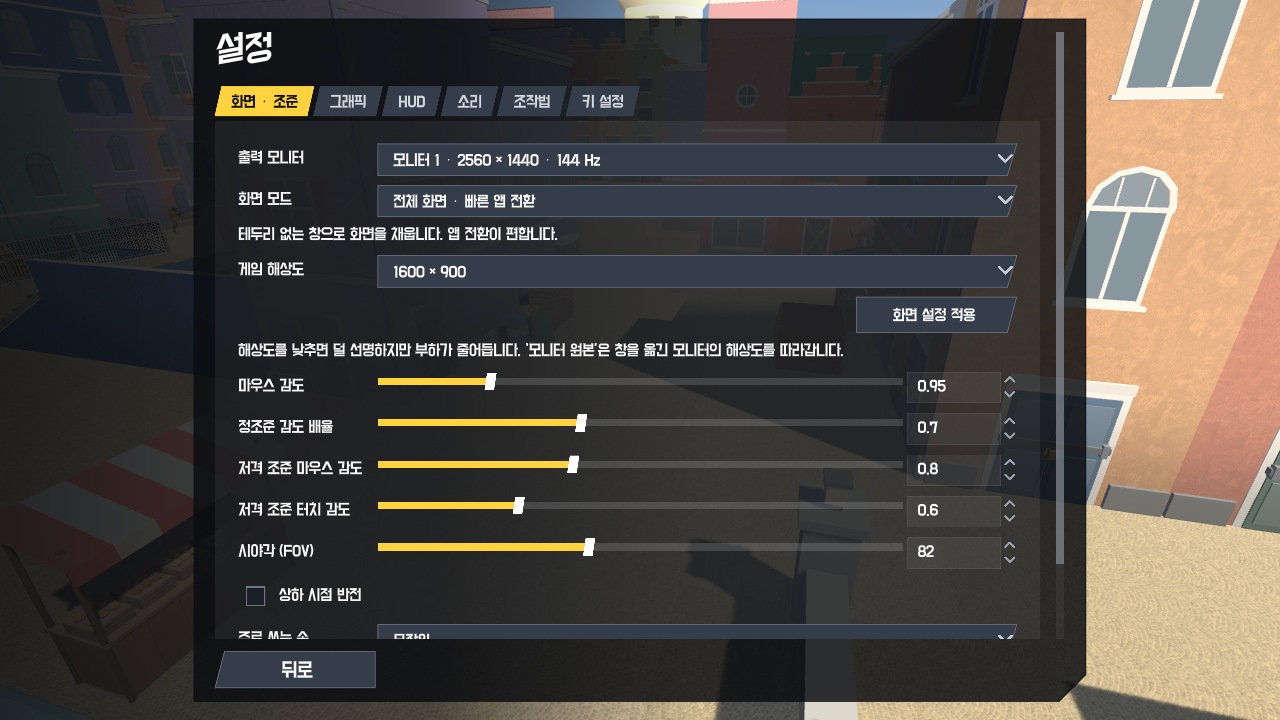 설정
화면 · 조준 그래픽 HUD 소리 조작법 키 설정
출력 모니터 모니터 1 · 2560 × 1440 · 144 Hz
화면 모드 전체 화면 · 빠른 앱 전환
테두리 없는 창으로 화면을 채웁니다. 앱 전환이 편합니다.
게임 해상도 1600 × 900
화면 설정 적용
해상도를 낮추면 덜 선명하지만 부하가 줄어듭니다. '모니터 원본'은 창을 옮긴 모니터의 해상도를 따라갑니다.
마우스 감도 0.95
정조준 감도 배율 0.7
저격 조준 마우스 감도 0.8
저격 조준 터치 감도 0.6
시야각 (FOV) 82
상하 시점 반전
뒤로